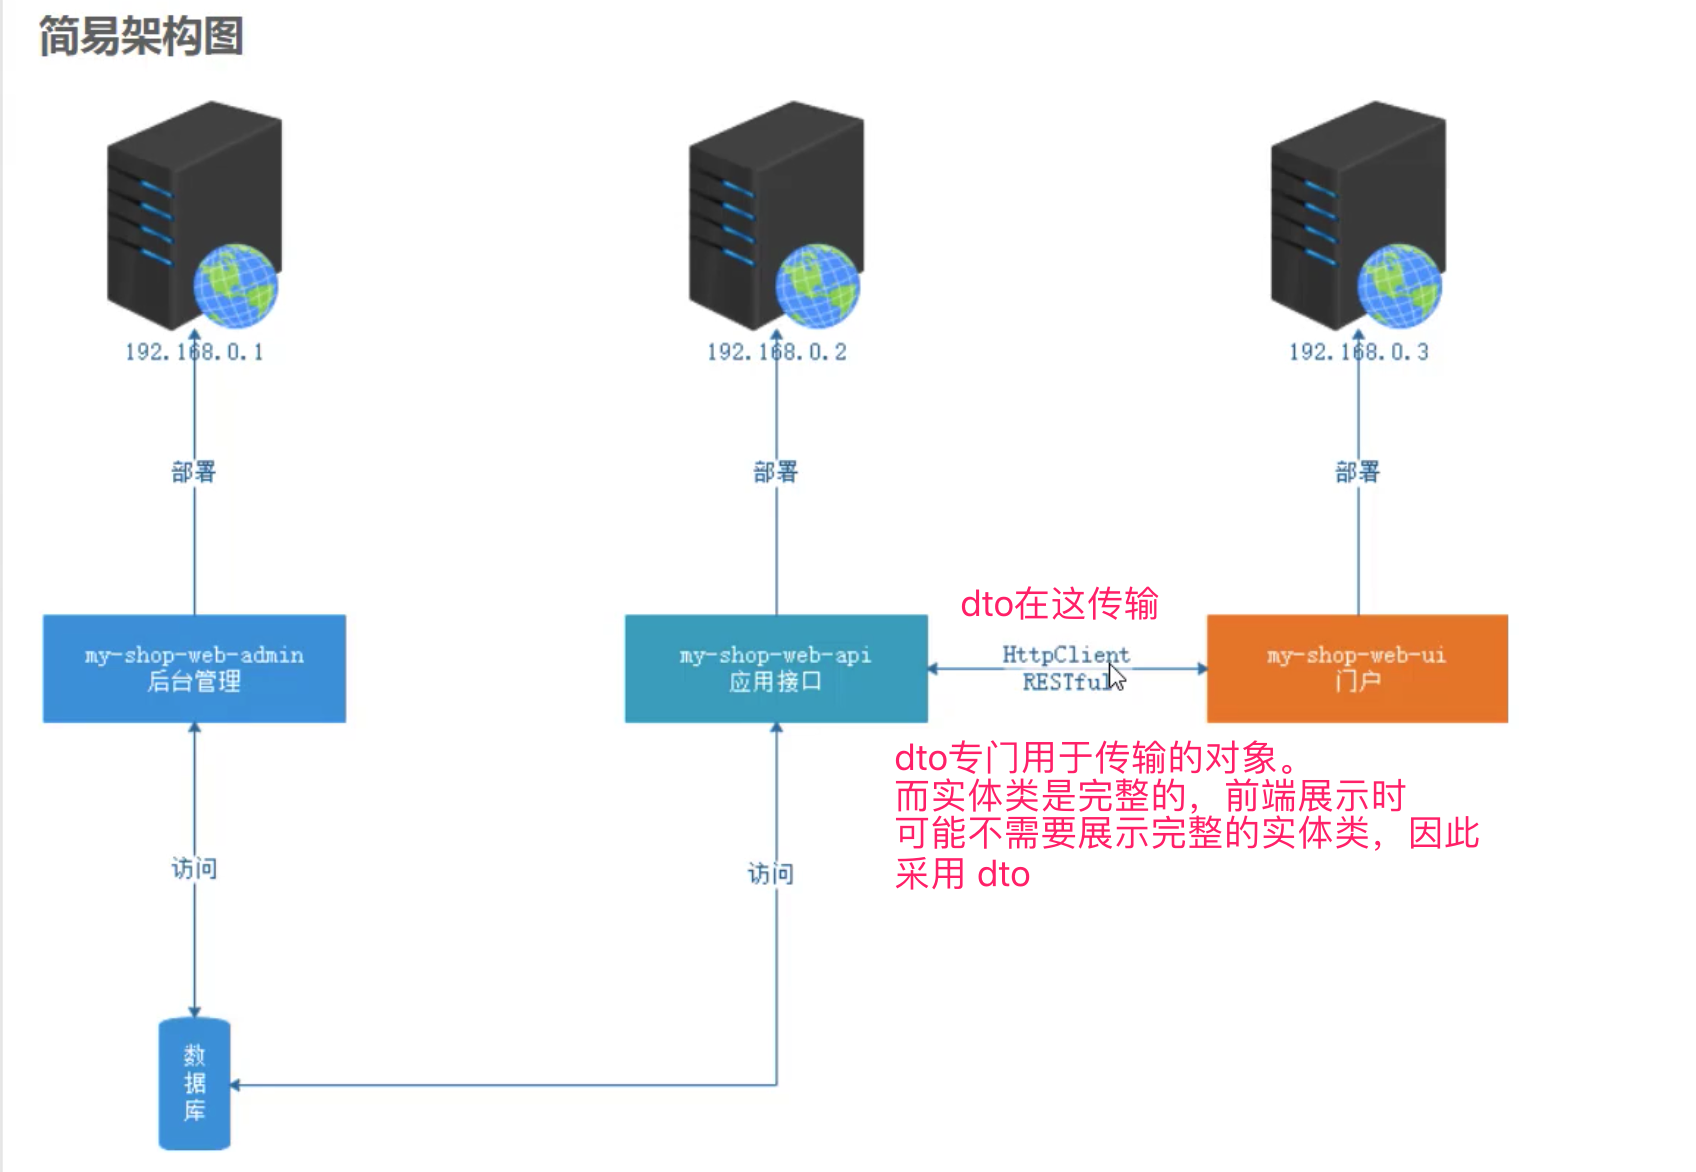 简易架构图
192.168.0.1
192.168.0.2
192.168.0.3
部署
部署
部署
dto在这传输
my-shop-web-admin
后台管理
my-shop-web-api
应用接口
HttpClient
RESTful
my-shop-web-ui
门户
dto专门用于传输的对象。
而实体类是完整的，前端展示时
可能不需要展示完整的实体类，因此
采用 dto
访问
访问
数
据
库